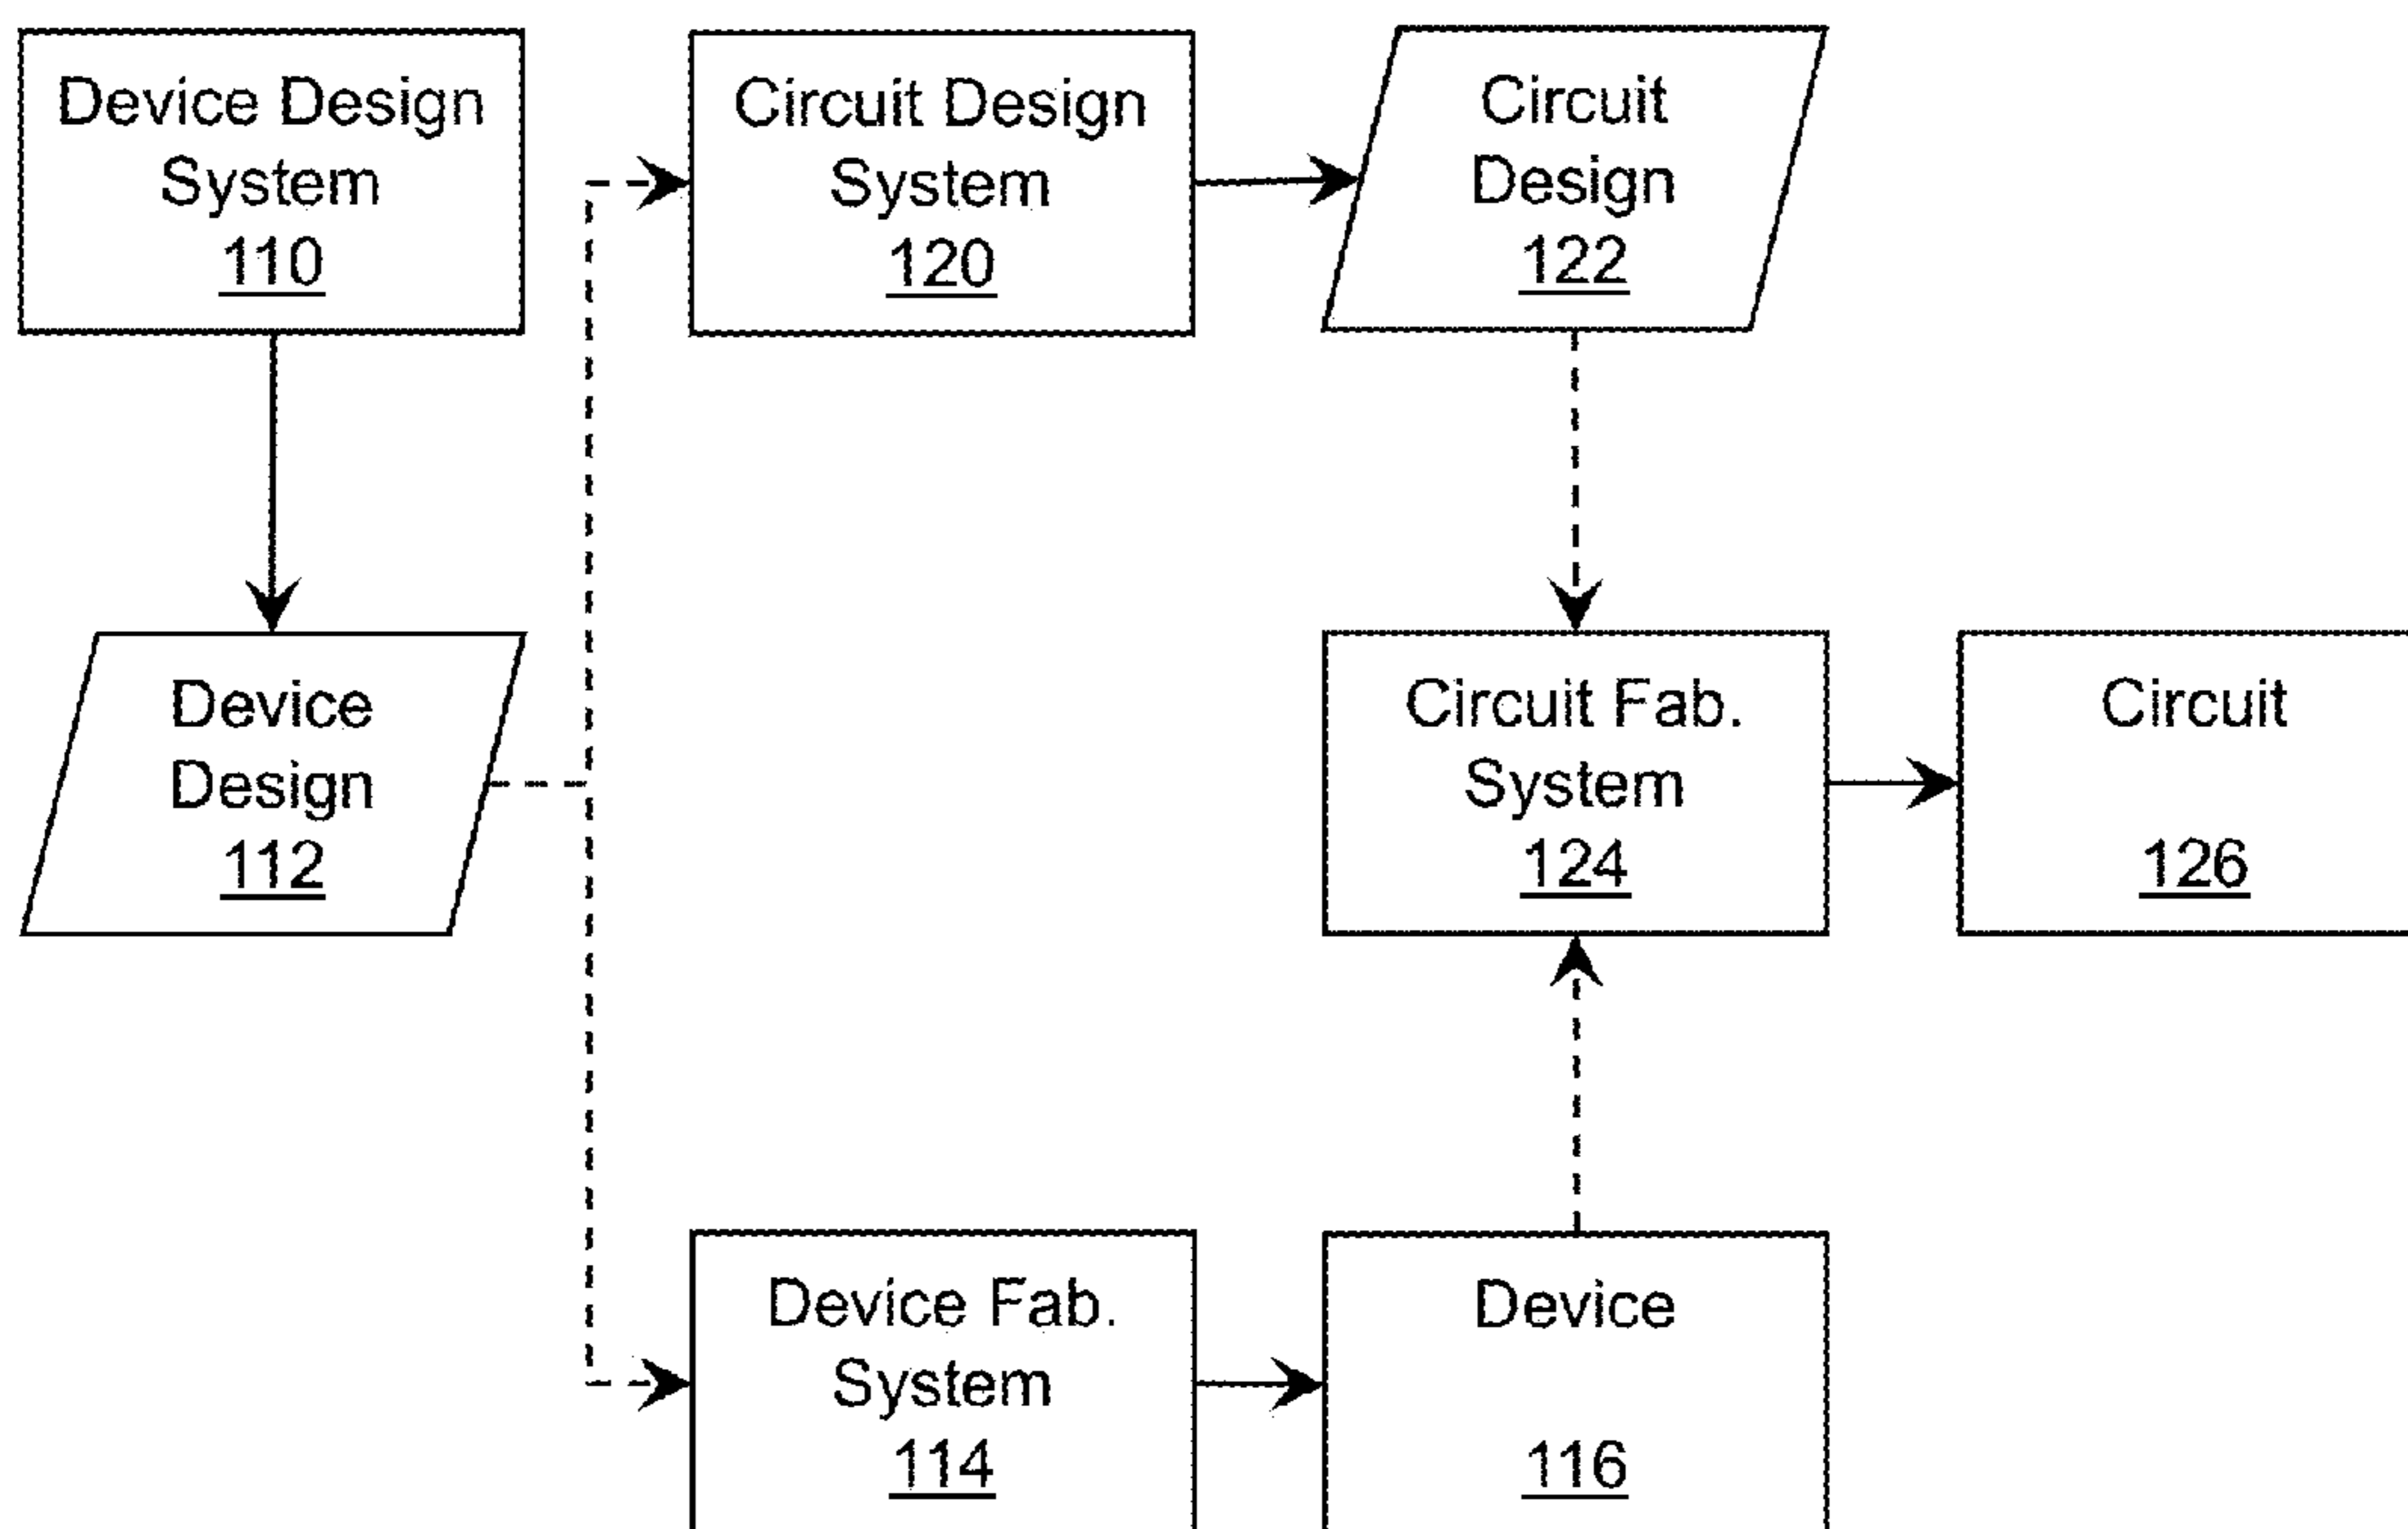 Device Design
System
110
Circuit Design
System
120
Circuit
Design
122
Device
Design
112
Circuit Fab.
System
124
Circuit
126
Device Fab.
System
114
Device
116